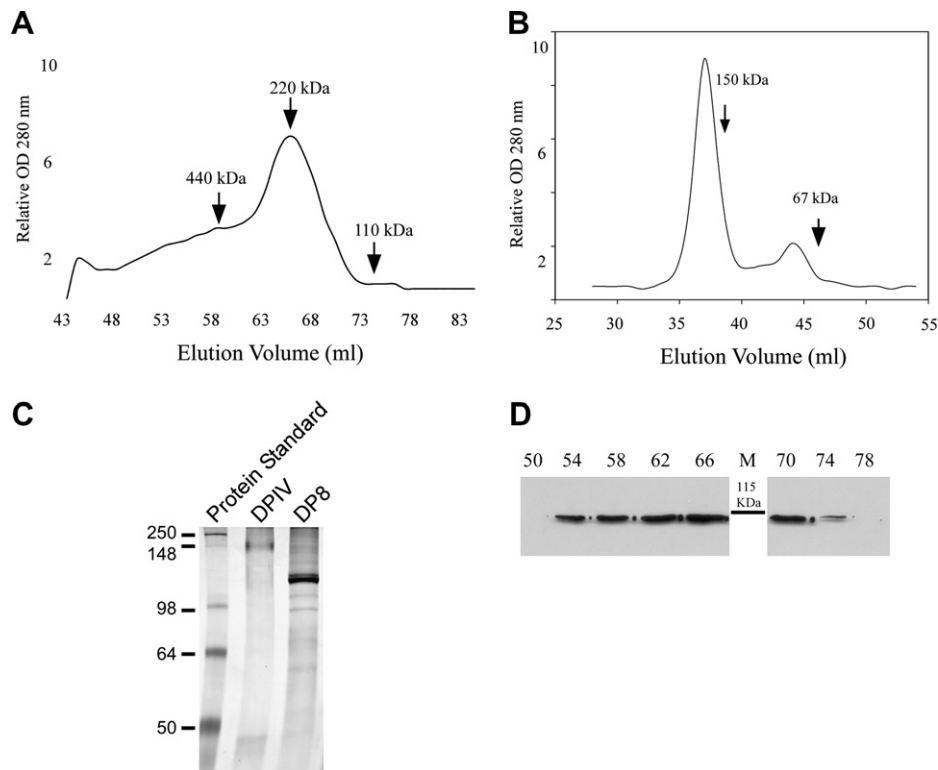 A
Relative OD 280 nm
10
6
2
440 kDa
220 kDa
110 kDa
43 48 53 58 63 68 73 78 83
Elution Volume (ml)
B
Relative OD 280 nm
10
6
2
0
150 kDa
67 kDa
25 30 35 40 45 50 55
Elution Volume (ml)
C
Protein Standard
DPIV
DP8
250
148
98
64
50
D
50 54 58 62 66 M 70 74 78
115
KDa